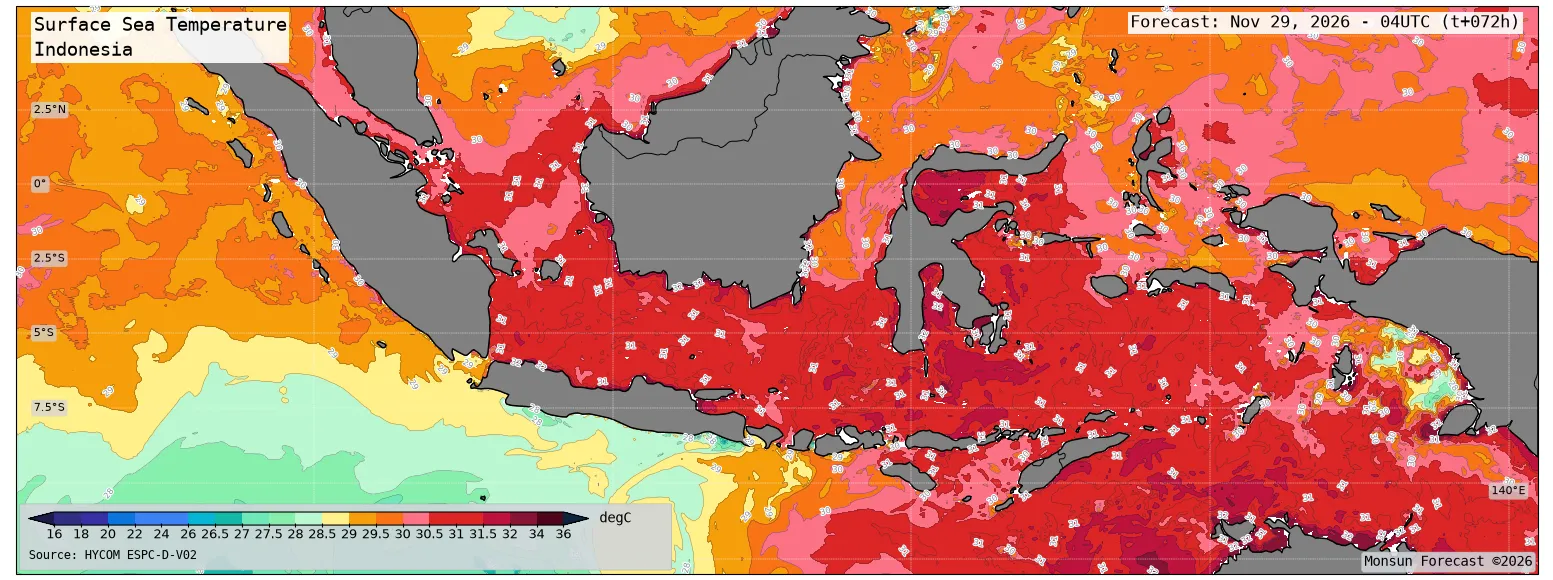 Surface Sea Temperature
Indonesia
Forecast: Nov 29, 2026 - 04UTC (t+072h)
2.5°N
0°
2.5°S
5°S
7.5°S
140°E
degC
16 18 20 22 24 26 26.5 27 27.5 28 28.5 29 29.5 30 30.5 31 31.5 32 34 36
Source: HYCOM ESPC-D-V02
Monsun Forecast ©2026